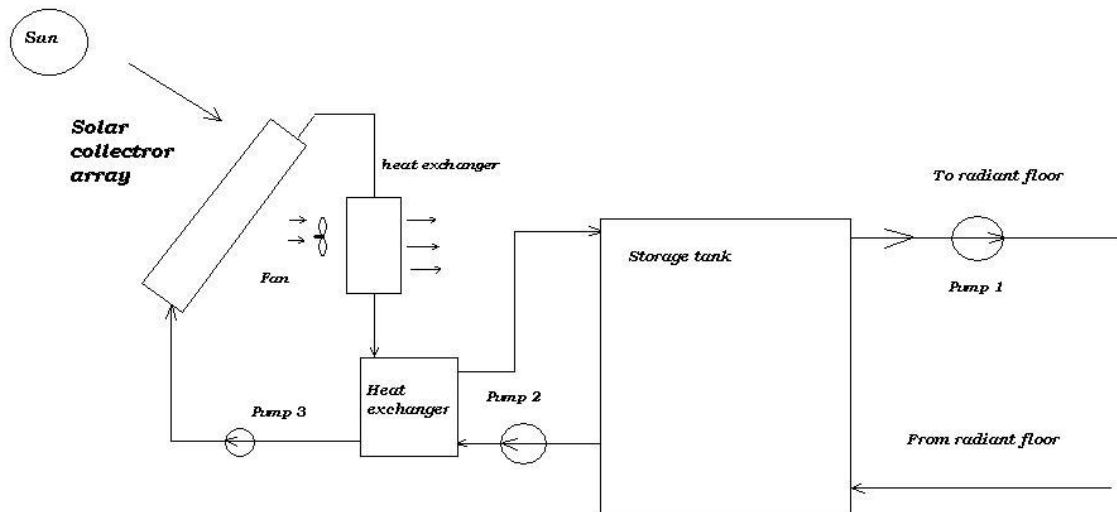 Sun
Solar
collectror
array
heat exchanger
To radiant floor
Storage tank
Fan
Pump 1
Heat
exchanger
Pump 2
Pump 3
From radiant floor